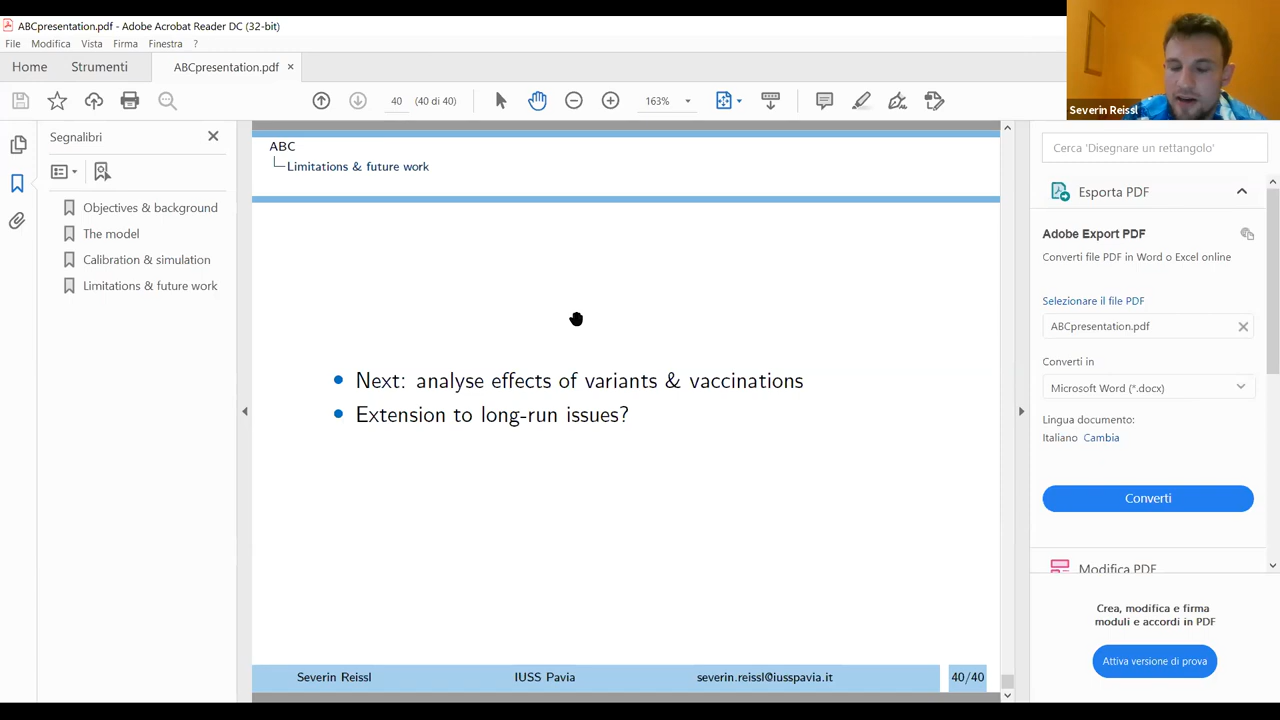 ABCpresentation.pdf - Adobe Acrobat Reader DC (32-bit)
File Modifica Vista Firma Finestra ?
Home Strumenti ABCpresentation.pdf ×
40 (40 di 40) 163%
Severin Reissl
Segnalibri
Objectives & background
The model
Calibration & simulation
Limitations & future work
ABC
Limitations & future work
• Next: analyse effects of variants & vaccinations
• Extension to long-run issues?
Severin Reissl IUSS Pavia severin.reissl@iusspavia.it 40/40
Cerca 'Disegnare un rettangolo'
Esporta PDF
Adobe Export PDF
Converti file PDF in Word o Excel online
Selezionare il file PDF
ABCpresentation.pdf
Converti in
Microsoft Word (*.docx)
Lingua documento:
Italiano Cambia
Converti
Modifica PDF
Crea, modifica e firma
moduli e accordi in PDF
Attiva versione di prova